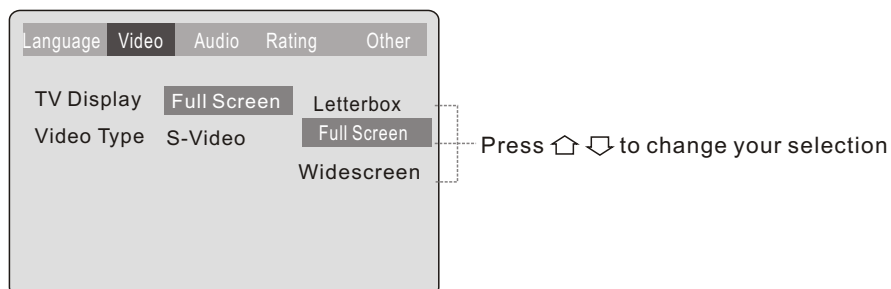 Language Video Audio Rating Other
TV Display Full Screen Letterbox
Video Type S-Video Full Screen
Widescreen
Press to change your selection